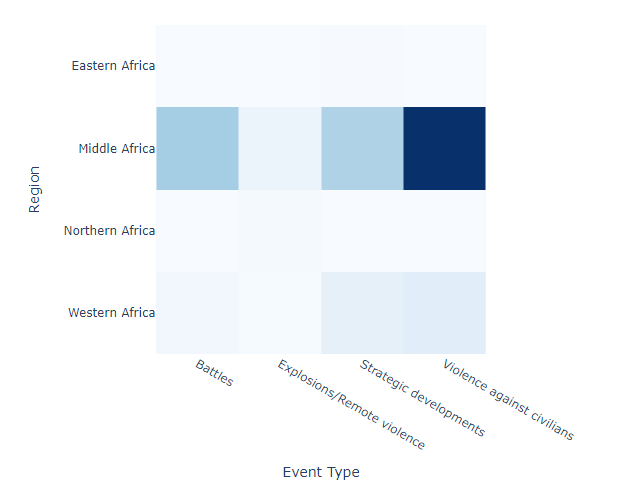 Eastern Africa
Middle Africa
Northern Africa
Western Africa
Region
Battles
Explosions/Remote violence
Strategic developments
Violence against civilians
Event Type